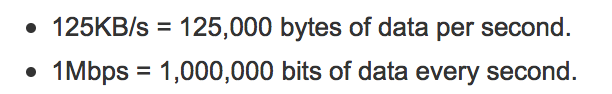 • 125KB/s = 125,000 bytes of data per second.
• 1Mbps = 1,000,000 bits of data every second.